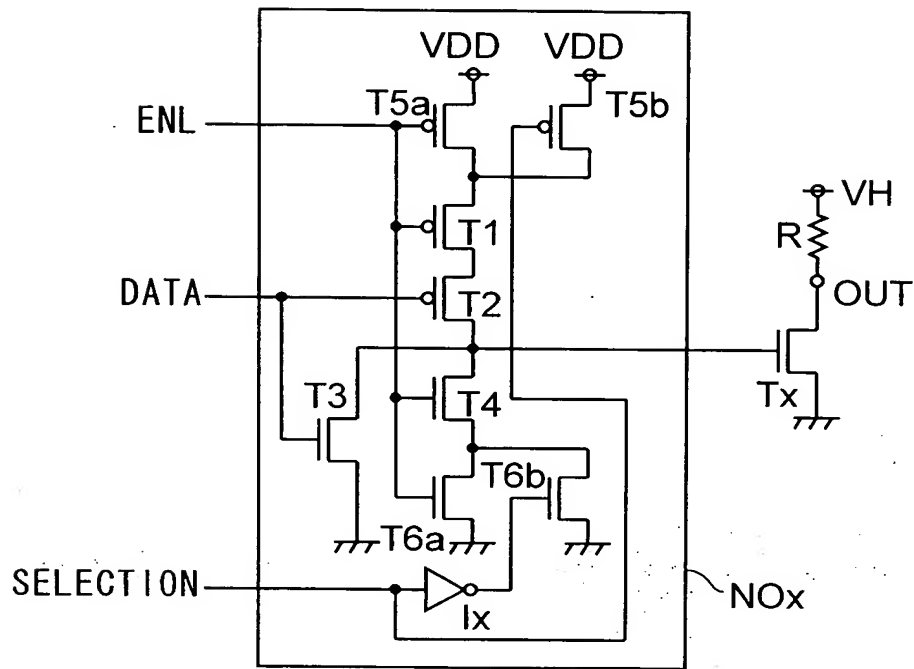 VDD VDD
T5a T5b
ENL
VH
T1
R
DATA T2 OUT
T3 T4 Tx
T6b
T6a
SELECTION
Ix NOx